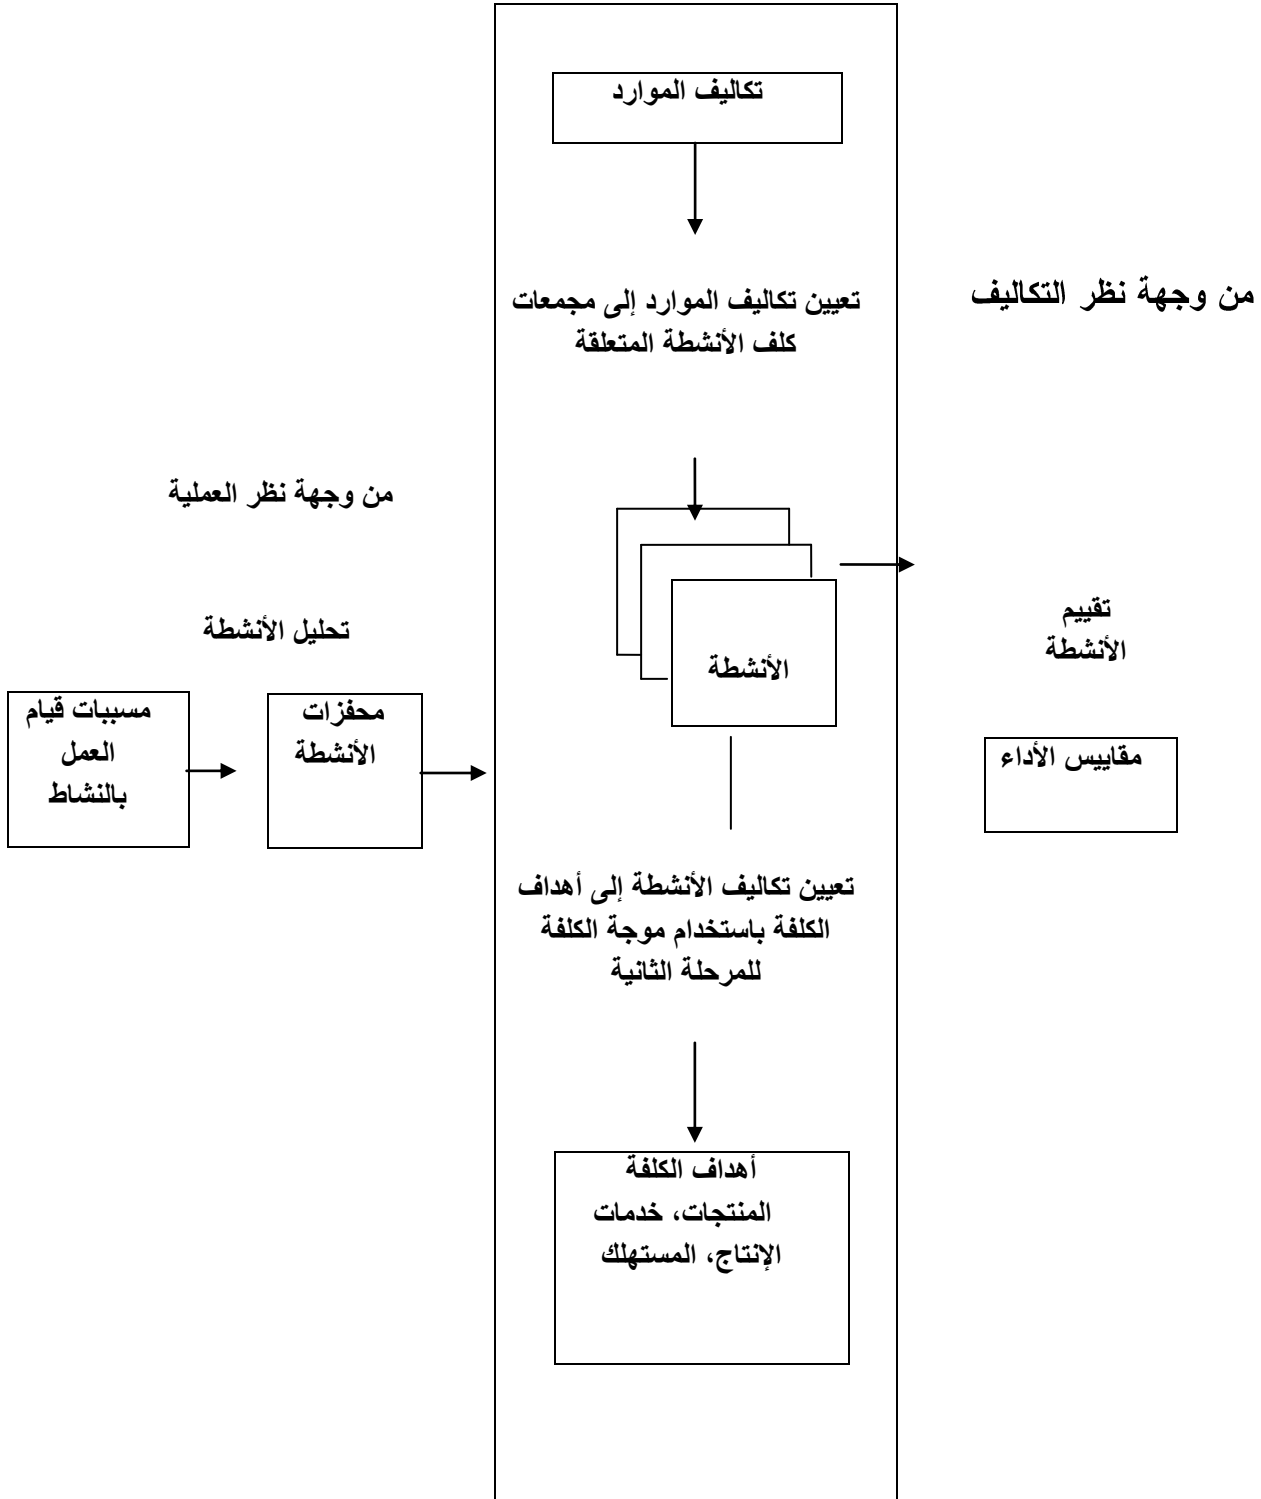 تكاليف الموارد
تعيين تكاليف الموارد إلى مجمعات
كلف الأنشطة المتعلقة
من وجهة نظر التكاليف
من وجهة نظر العملية
تقييم
الأنشطة
تحليل الأنشطة
الأنشطة
مقاييس الأداء
محفزات
الأنشطة
مسببات قيام
العمل
بالنشاط
تعيين تكاليف الأنشطة إلى أهداف
الكلفة باستخدام موجة الكلفة
للمرحلة الثانية
أهداف الكلفة
المنتجات، خدمات
الإنتاج، المستهلك